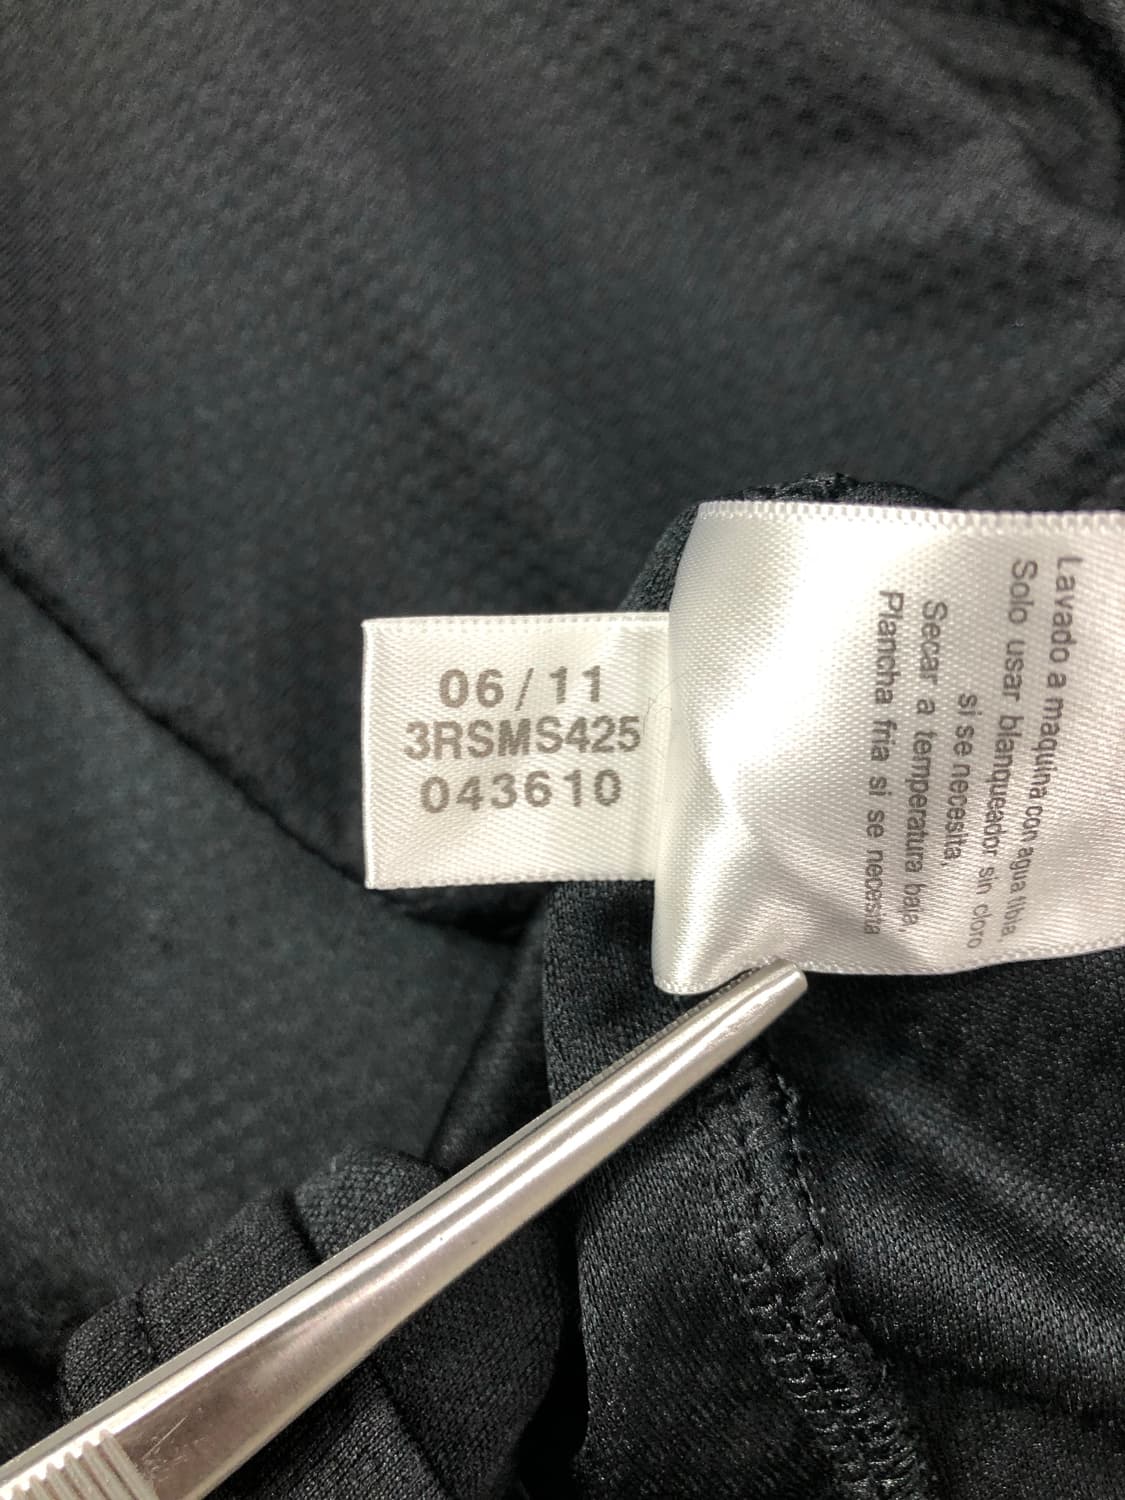 06/11
3RSMS425
043610
Lavado a maquina con agua tibia,
Solo usar blanqueador sin cloro
si se necesita,
Secar a temperatura baja,
Plancha fria si se necesita